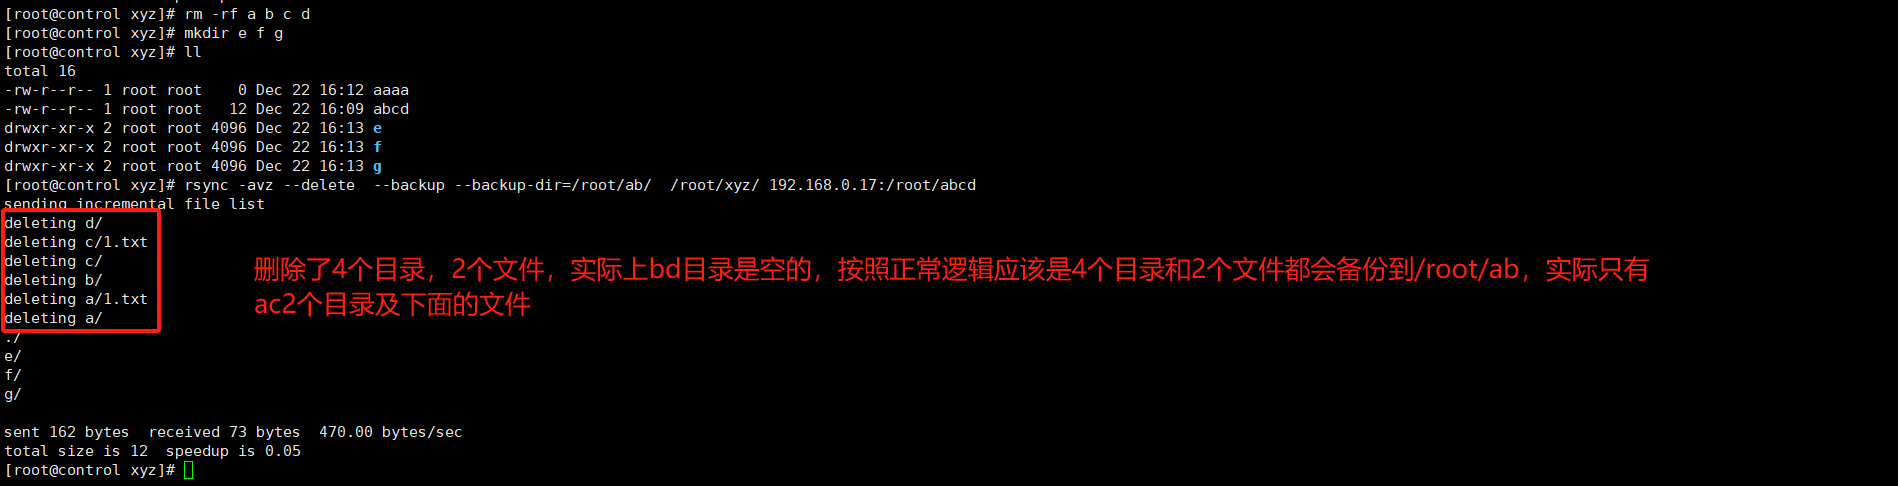 [root@control xyz]# rm -rf a b c d
[root@control xyz]# mkdir e f g
[root@control xyz]# ll
total 16
-rw-r--r-- 1 root root    0 Dec 22 16:12 aaaa
-rw-r--r-- 1 root root   12 Dec 22 16:09 abcd
drwxr-xr-x 2 root root 4096 Dec 22 16:13 e
drwxr-xr-x 2 root root 4096 Dec 22 16:13 f
drwxr-xr-x 2 root root 4096 Dec 22 16:13 g
[root@control xyz]# rsync -avz --delete  --backup --backup-dir=/root/ab/  /root/xyz/ 192.168.0.17:/root/abcd
sending incremental file list
deleting d/
deleting c/1.txt
deleting c/
deleting b/
deleting a/1.txt
deleting a/
删除了4个目录，2个文件，实际上bd目录是空的，按照正常逻辑应该是4个目录和2个文件都会备份到/root/ab，实际只有
ac2个目录及下面的文件
./
e/
f/
g/
sent 162 bytes  received 73 bytes  470.00 bytes/sec
total size is 12  speedup is 0.05
[root@control xyz]#